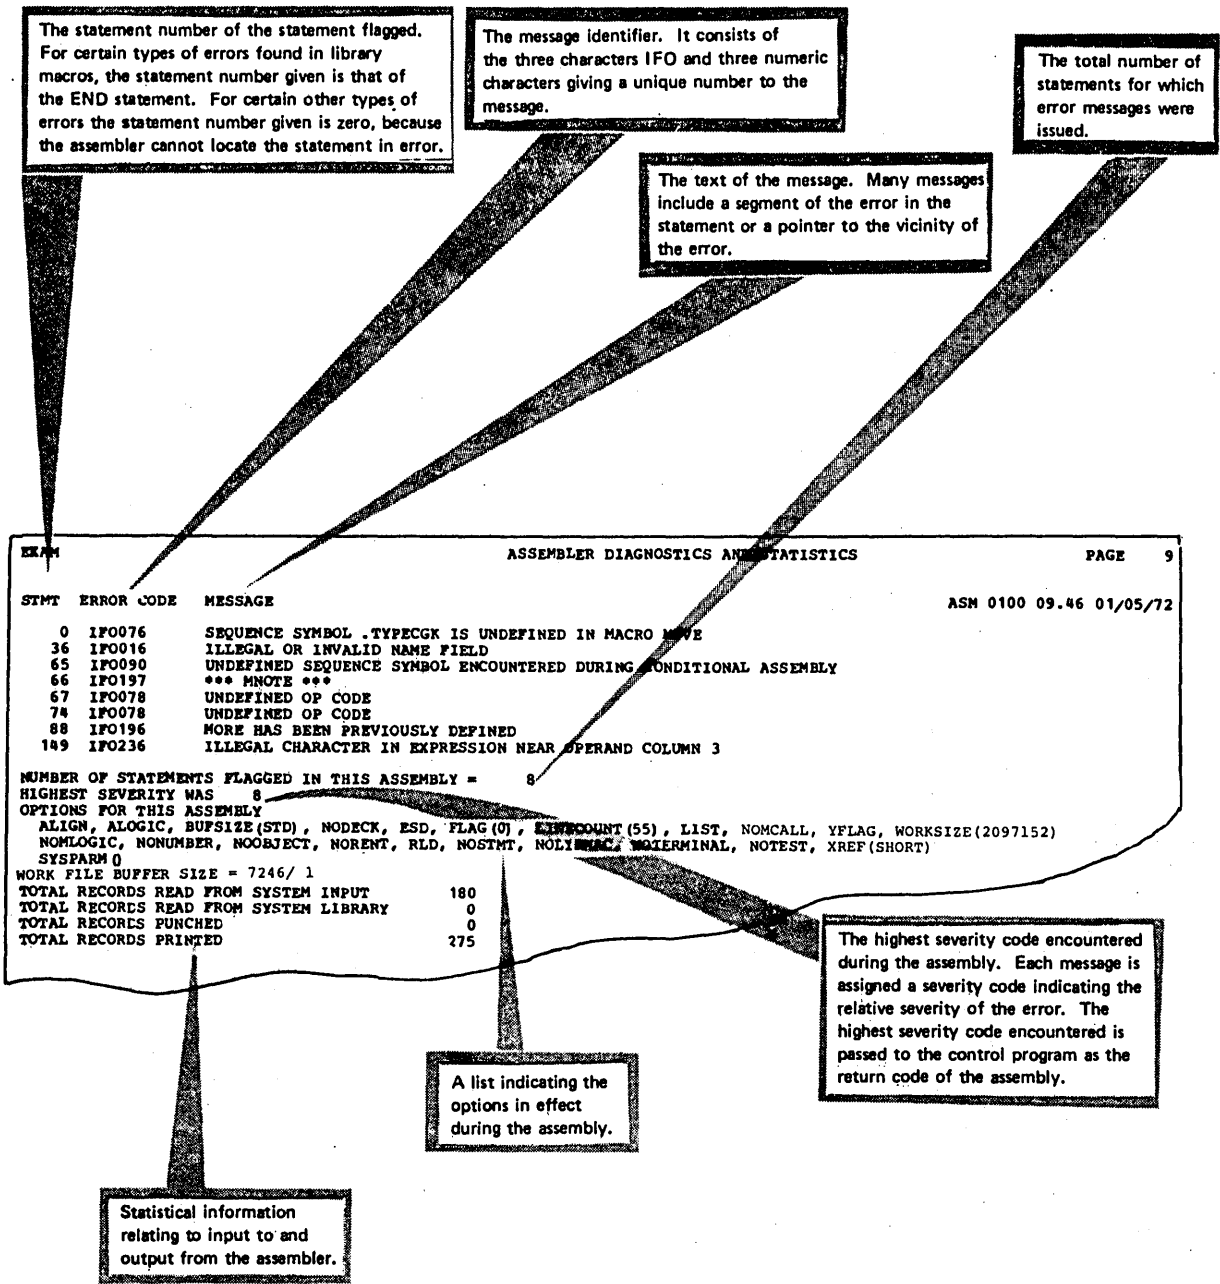 The statement number of the statement flagged.
For certain types of errors found in library
macros, the statement number given is that of
the END statement. For certain other types of
errors the statement number given is zero, because
the assembler cannot locate the statement in error.
The message identifier. It consists of
the three characters IFO and three numeric
characters giving a unique number to the
message.
The total number of
statements for which
error messages were
issued.
The text of the message. Many messages
include a segment of the error in the
statement or a pointer to the vicinity of
the error.
EXAM ASSEMBLER DIAGNOSTICS AND STATISTICS PAGE 9
STMT ERROR CODE MESSAGE ASM 0100 09.46 01/05/72
0 IFO076 SEQUENCE SYMBOL .TYPECGK IS UNDEFINED IN MACRO
36 IFO016 ILLEGAL OR INVALID NAME FIELD
65 IFO090 UNDEFINED SEQUENCE SYMBOL ENCOUNTERED DURING CONDITIONAL ASSEMBLY
66 IFO197 *** MNOTE ***
67 IFO078 UNDEFINED OP CODE
74 IFO078 UNDEFINED OP CODE
88 IFO196 MORE HAS BEEN PREVIOUSLY DEFINED
149 IFO236 ILLEGAL CHARACTER IN EXPRESSION NEAR OPERAND COLUMN 3
NUMBER OF STATEMENTS FLAGGED IN THIS ASSEMBLY = 8
HIGHEST SEVERITY WAS 8
OPTIONS FOR THIS ASSEMBLY
ALIGN, ALOGIC, BUFSIZE(STD), NODECK, ESD, FLAG(0), LINECOUNT(55), LIST, NOMCALL, YFLAG, WORKSIZE(2097152)
NOMLOGIC, NONUMBER, NOOBJECT, NORENT, RLD, NOSTMT, NOLIBMAC, NOTERMINAL, NOTEST, XREF(SHORT)
SYSPARM()
WORK FILE BUFFER SIZE = 7246/ 1
TOTAL RECORDS READ FROM SYSTEM INPUT 180
TOTAL RECORDS READ FROM SYSTEM LIBRARY 0
TOTAL RECORDS PUNCHED 0
TOTAL RECORDS PRINTED 275
The highest severity code encountered
during the assembly. Each message is
assigned a severity code indicating the
relative severity of the error. The
highest severity code encountered is
passed to the control program as the
return code of the assembly.
A list indicating the
options in effect
during the assembly.
Statistical information
relating to input to and
output from the assembler.